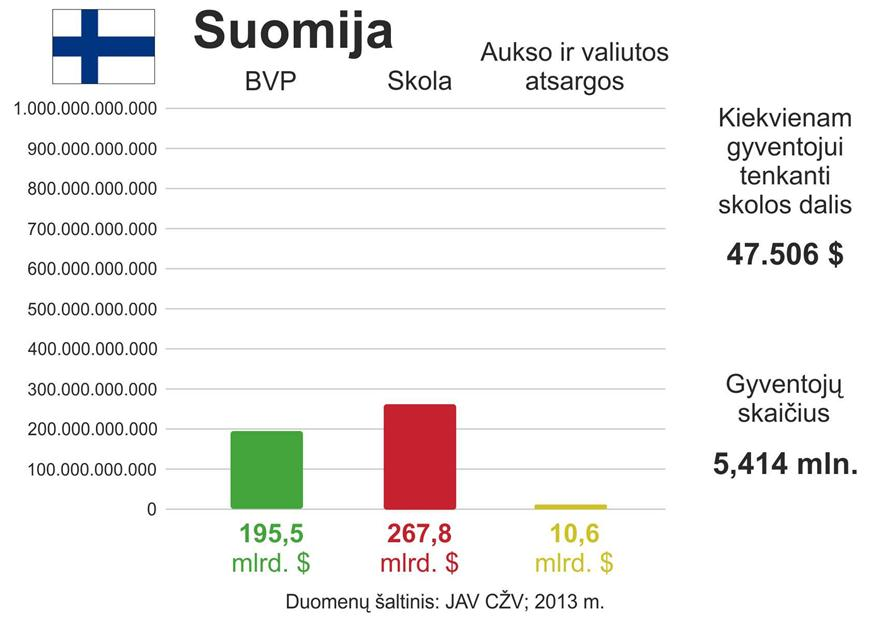 Suomija
BVP
Skola
Aukso ir valiutos
atsargos
1.000.000.000.000
900.000.000.000
800.000.000.000
700.000.000.000
600.000.000.000
500.000.000.000
400.000.000.000
300.000.000.000
200.000.000.000
100.000.000.000
0
195,5
mlrd. $
267,8
mlrd. $
10,6
mlrd. $
Kiekvienam
gyventojui
tenkanti
skolos dalis
47.506 $
Gyventojų
skaičius
5,414 mln.
Duomenų šaltinis: JAV CŽV; 2013 m.